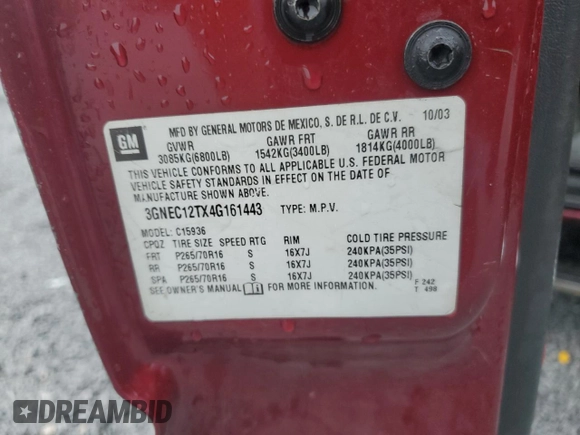 GM
MFD BY GENERAL MOTORS DE MEXICO, S. DE R.L. DE C.V. 10/03
GVWR GAWR FRT GAWR RR
3085KG(6800LB) 1542KG(3400LB) 1814KG(4000LB)
THIS VEHICLE CONFORMS TO ALL APPLICABLE U.S. FEDERAL MOTOR
VEHICLE SAFETY STANDARDS IN EFFECT ON THE DATE OF
MANUFACTURE SHOWN ABOVE.
3GNEC12TX4G161443 TYPE: M.P.V.
MODEL: C15936
CPQZ TIRE SIZE SPEED RTG RIM COLD TIRE PRESSURE
FRT P265/70R16 S 16X7J 240KPA(35PSI)
RR P265/70R16 S 16X7J 240KPA(35PSI)
SPA P265/70R16 S 16X7J 240KPA(35PSI)
SEE OWNER'S MANUAL FOR MORE INFORMATION.
F 242
T 498
DREAMBID